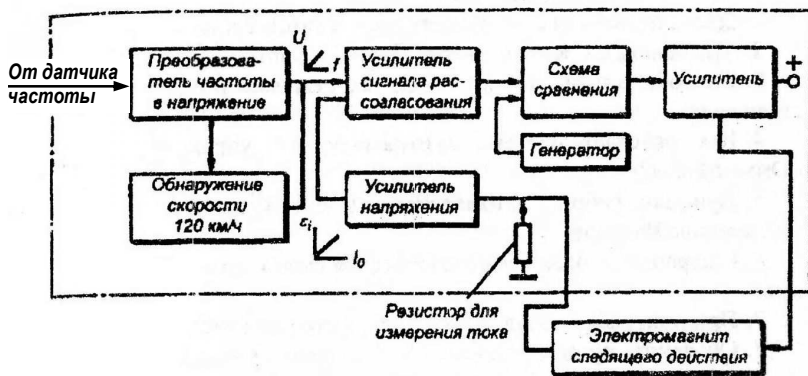 От датчика
частоты
Преобразова-
тель частоты
в напряжение
U
f
Усилитель
сигнала рас-
согласования
Схема
сравнения
Усилитель
+
Генератор
Обнаружение
скорости
120 км/ч
Усилитель
напряжения
εi
I0
Резистор для
измерения тока
Электромагнит
следящего действия